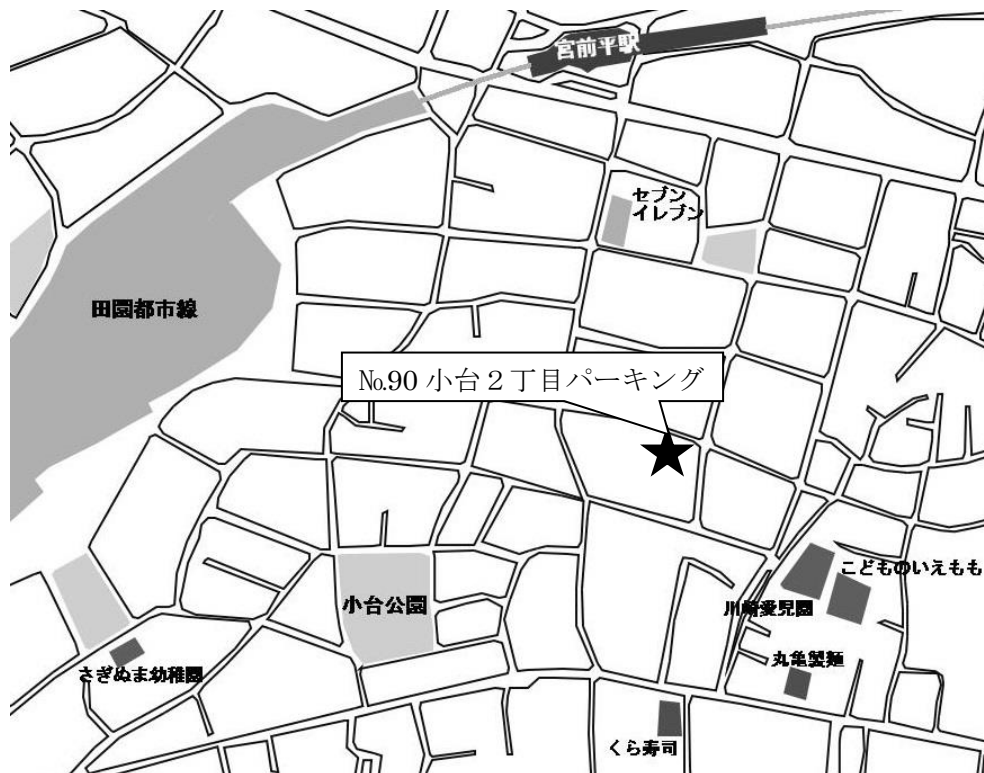 宮前平駅
セブン
イレブン
田園都市線
№90 小台２丁目パーキング
こどものいえもも
小台公園
川崎愛児園
丸亀製麺
さぎぬま幼稚園
くら寿司